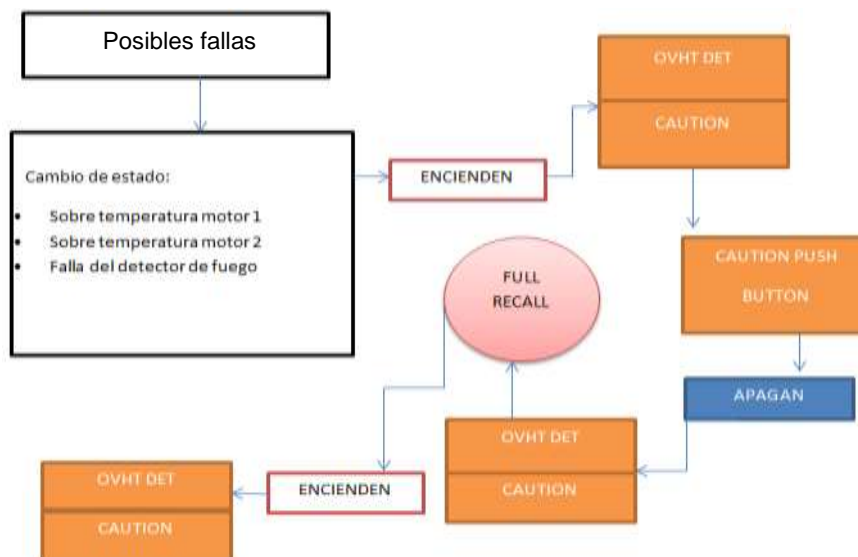 Posibles fallas
Cambio de estado:
• Sobre temperatura motor 1
• Sobre temperatura motor 2
• Falla del detector de fuego
ENCIENDEN
OVHT DET
CAUTION
CAUTION PUSH
BUTTON
APAGAN
OVHT DET
CAUTION
FULL
RECALL
ENCIENDEN
OVHT DET
CAUTION